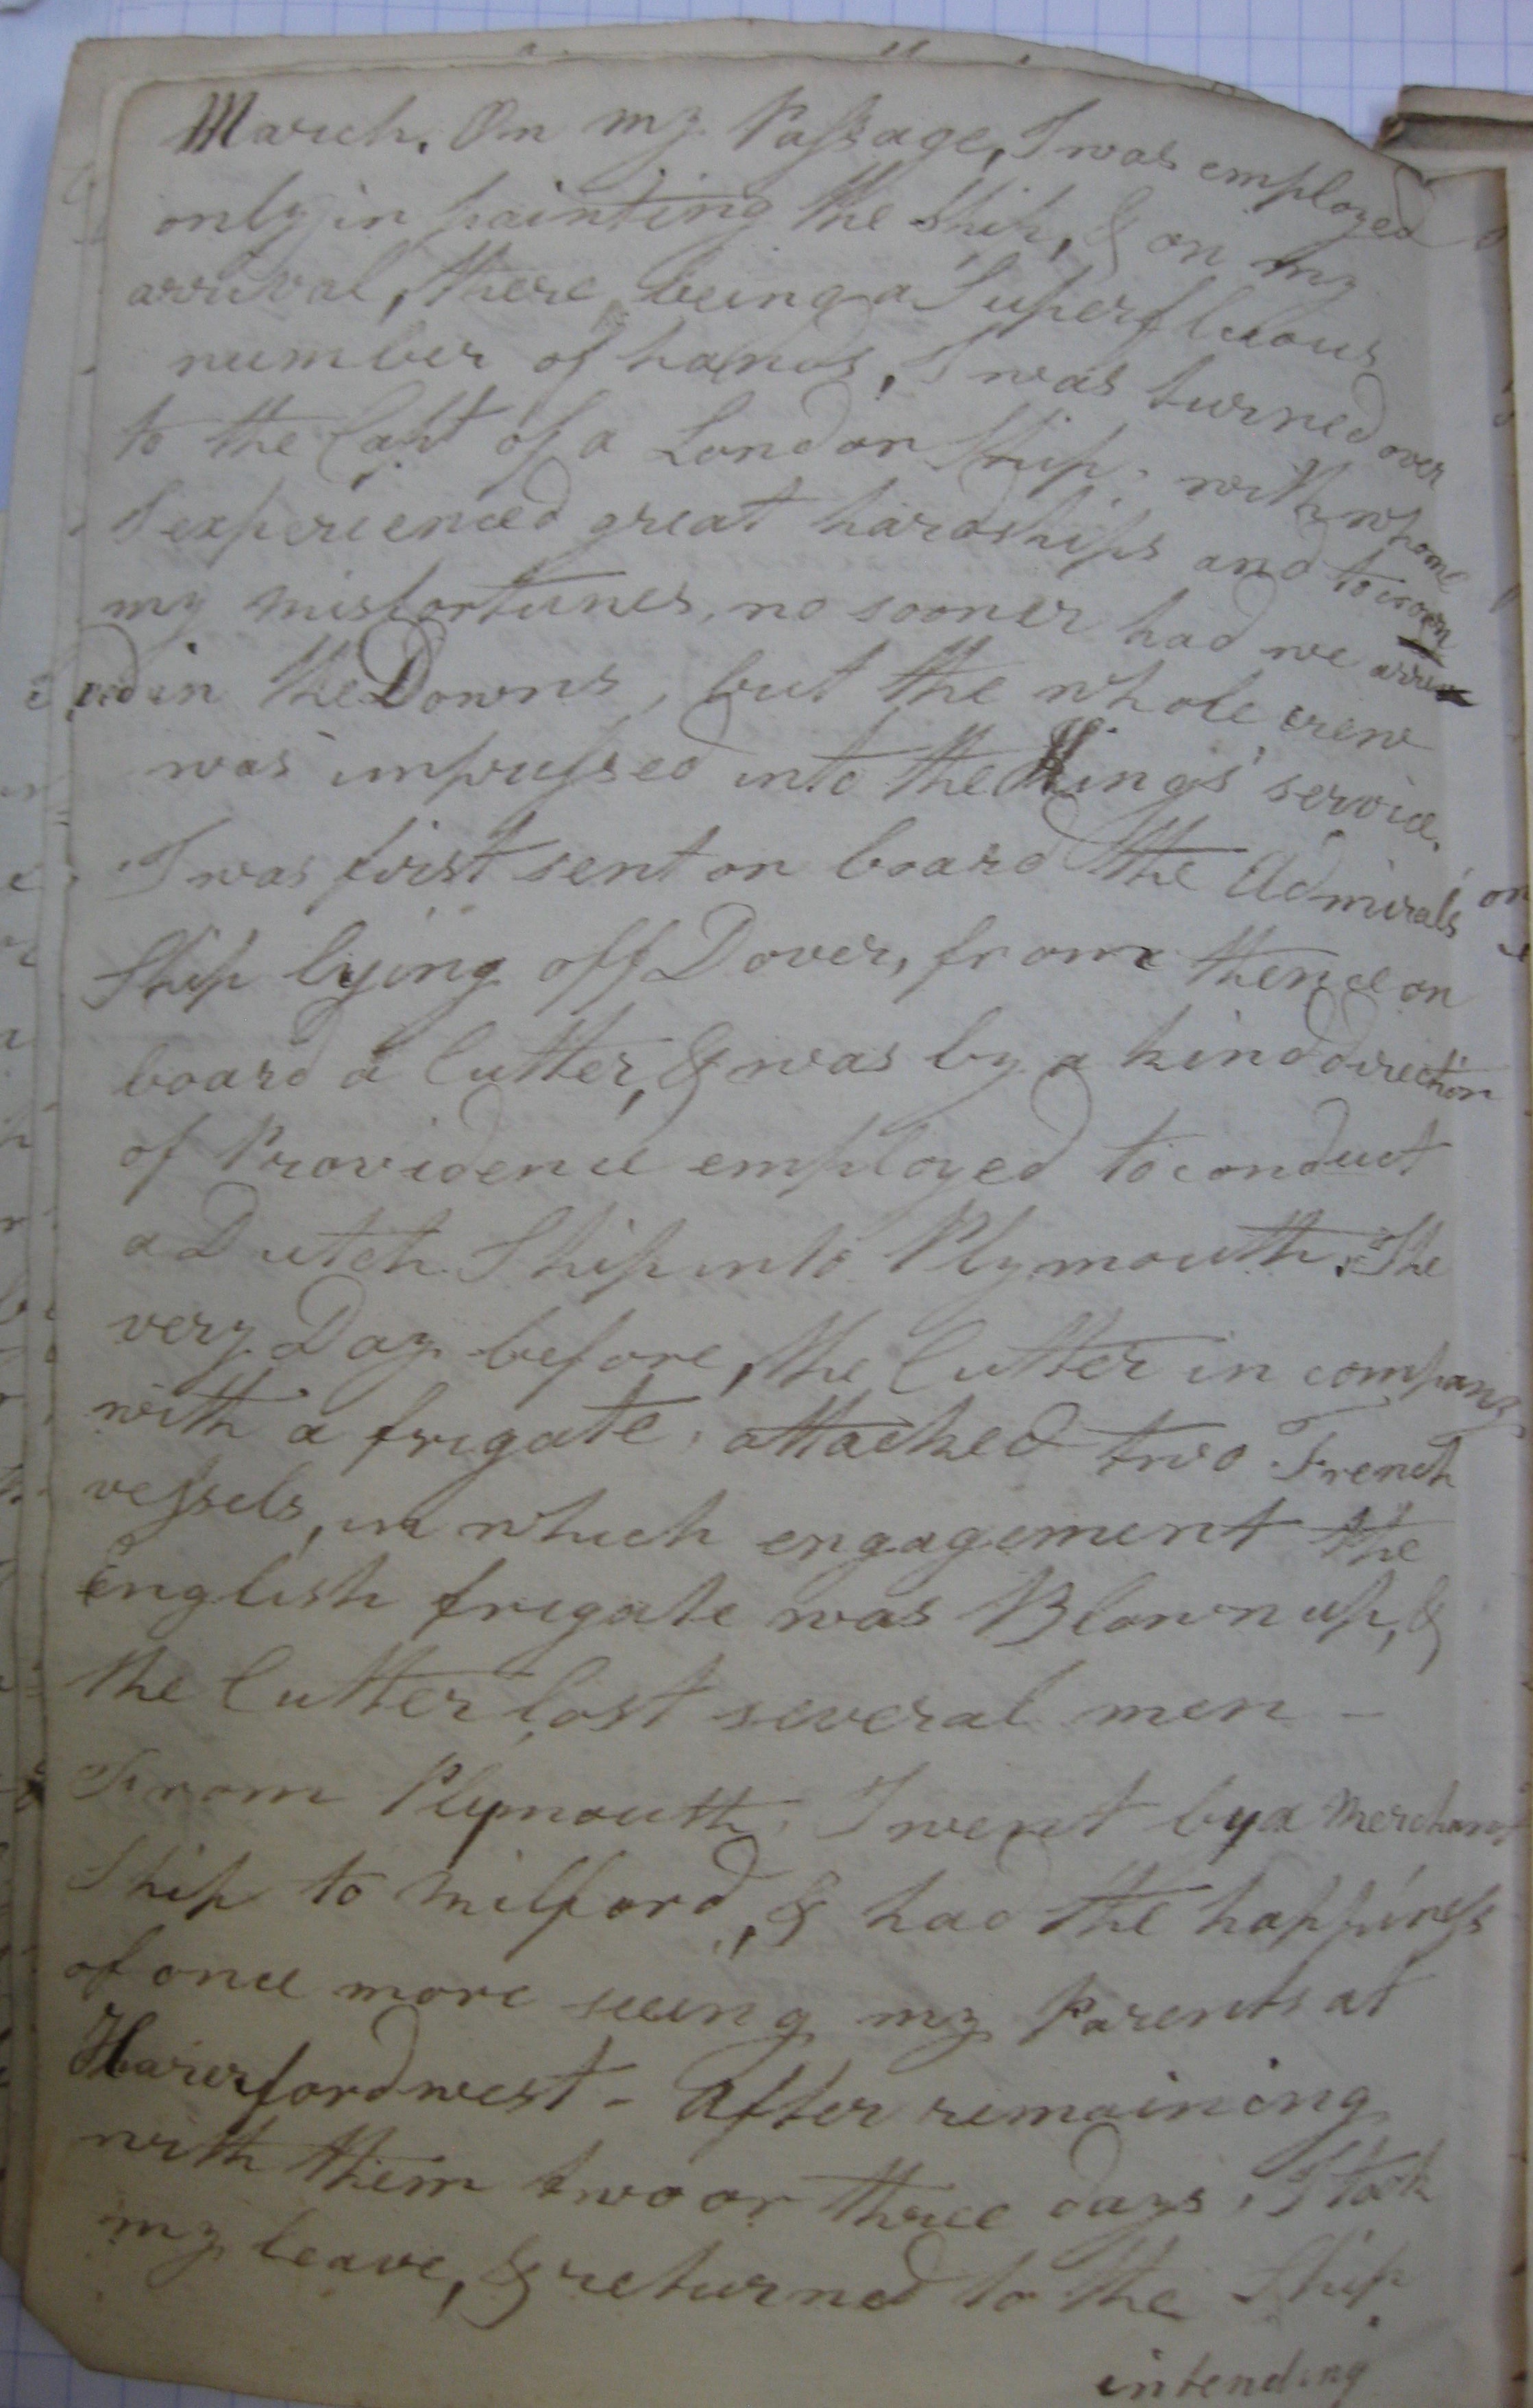 March. On my Passage, I was employed
only in painting the Ship, & on my
arrival, there being a Superfluous
number of hands, I was turned over
to the Capt of a London Ship. with whome
I experienced great hardships and to crown
my misfortunes, no sooner had we arri
ved in the Downs, but the whole crew
was impressed into the Kings' service.
I was first sent on board the Admirals'
Ship lying off Dover, from thence on
board a Cutter, & was by a kind direction
of Providence employed to conduct
a Dutch Ship into Plymouth. The
very Day before, the Cutter in company
with a frigate, attacked two French
vessels, in which engagement the
English frigate was Blown up, &
the Cutter lost several men -
From Plymouth, I went by a Merchant
Ship to Milford, & had the happiness
of once more seeing my Parents at
Haverfordwest - After remaining
with them two or three days, I took
my leave, & returned to the Ship.
intending